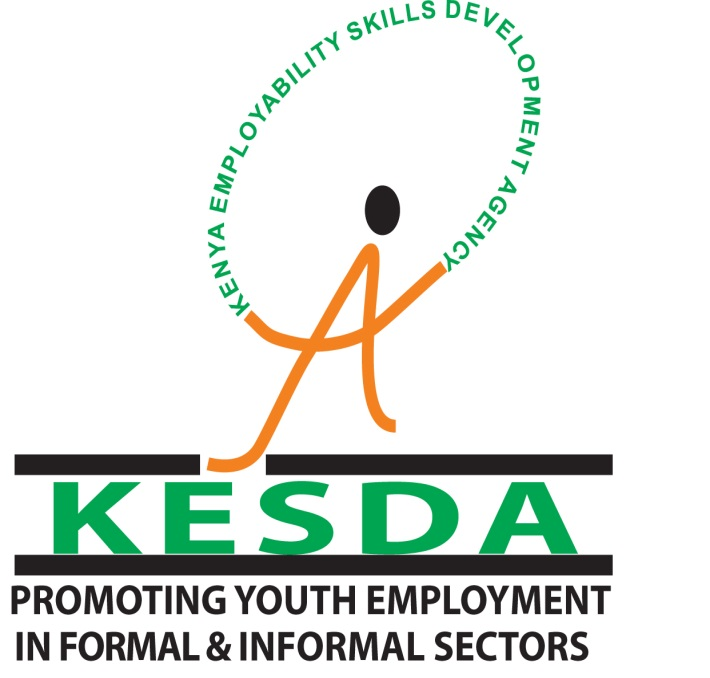 KENYA EMPLOYABILITY SKILLS DEVELOPMENT AGENCY
KESDA
PROMOTING YOUTH EMPLOYMENT
IN FORMAL & INFORMAL SECTORS